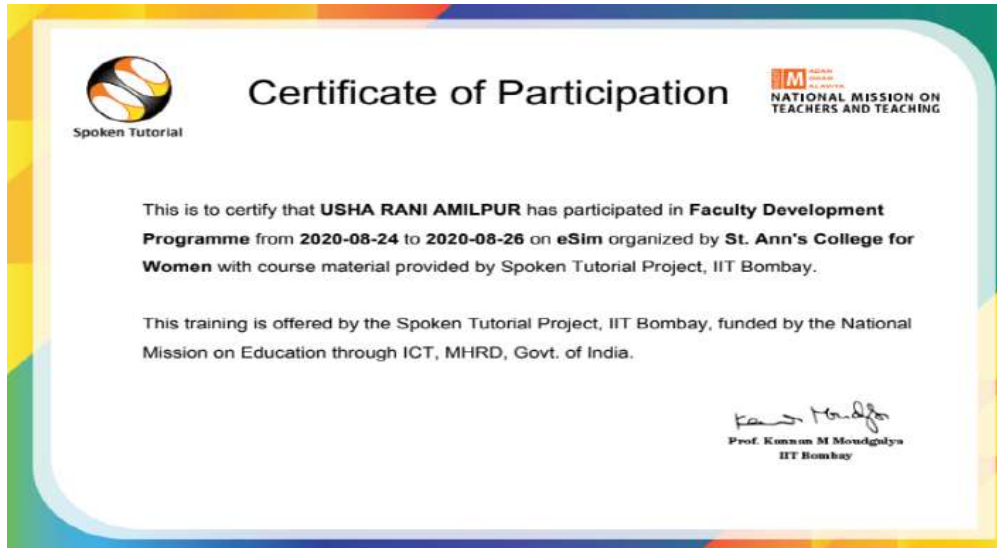 Certificate of Participation
Spoken Tutorial
M
NATIONAL MISSION ON
TEACHERS AND TEACHING
This is to certify that USHA RANI AMILPUR has participated in Faculty Development
Programme from 2020-08-24 to 2020-08-26 on eSim organized by St. Ann's College for
Women with course material provided by Spoken Tutorial Project, IIT Bombay.
This training is offered by the Spoken Tutorial Project, IIT Bombay, funded by the National
Mission on Education through ICT, MHRD, Govt. of India.
Prof. Kannan M Moudgalya
IIT Bombay